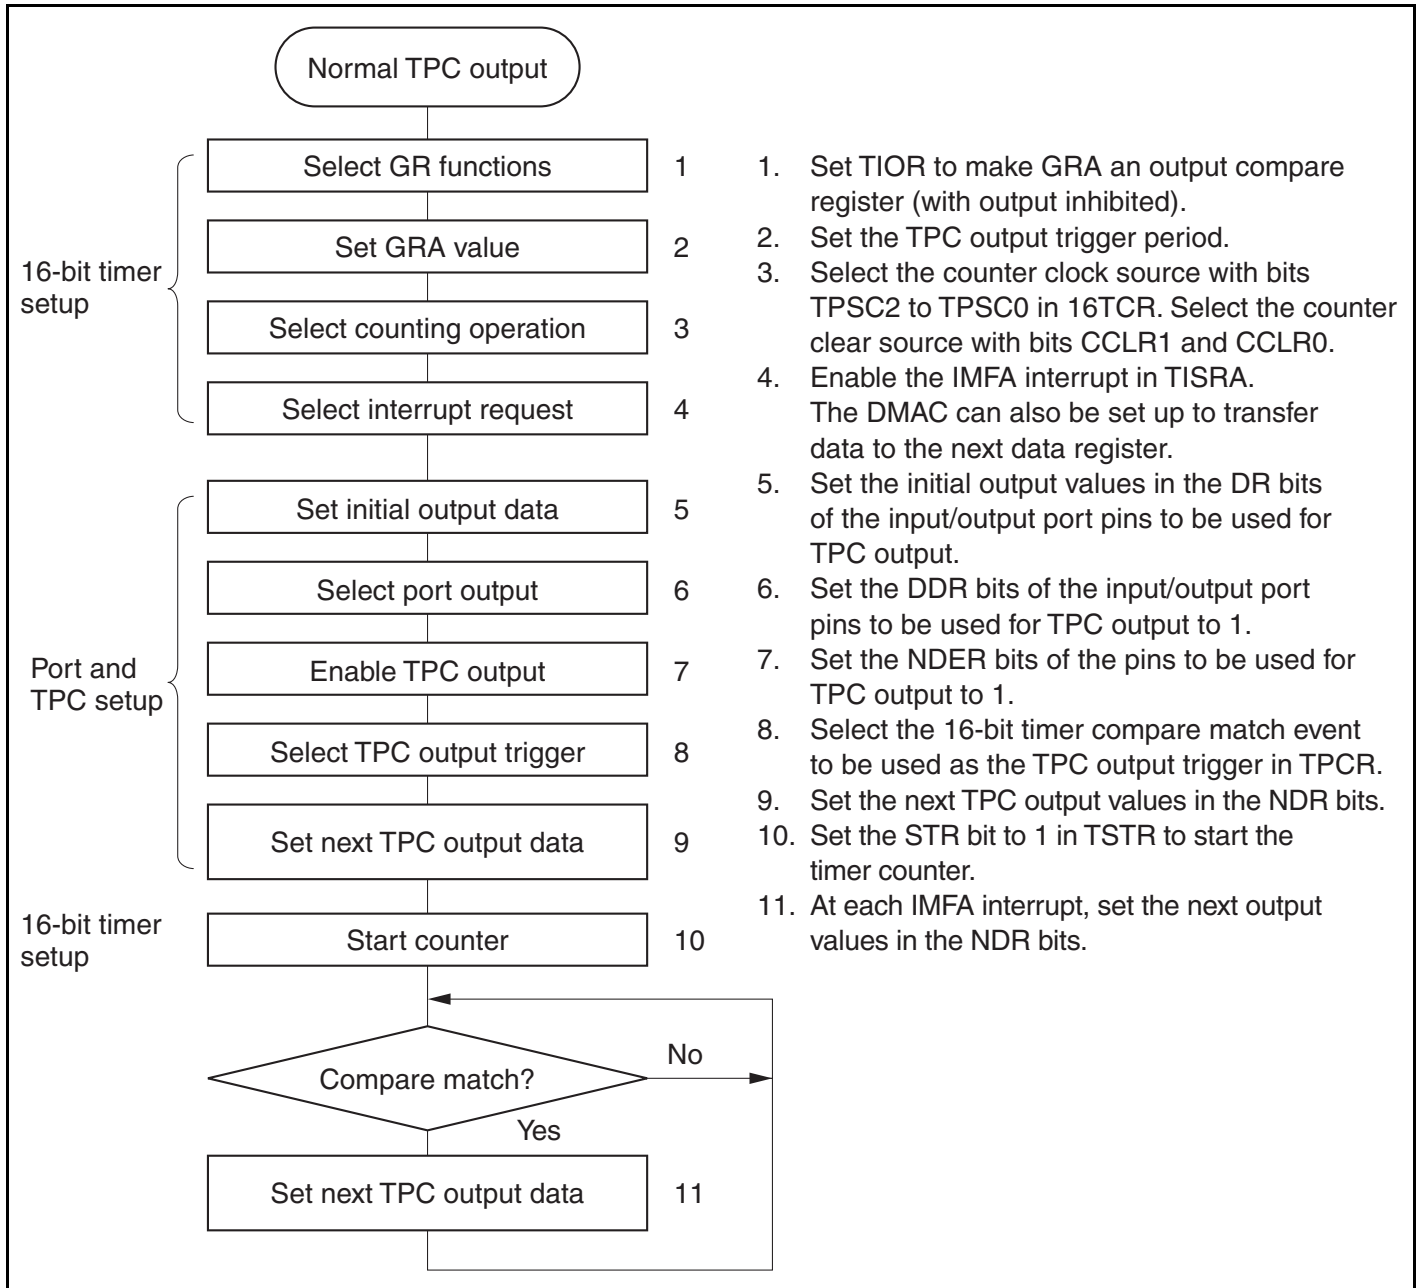 Normal TPC output
Select GR functions
1
Set GRA value
2
Select counting operation
3
Select interrupt request
4
16-bit timer
setup
Set initial output data
5
Select port output
6
Enable TPC output
7
Select TPC output trigger
8
Set next TPC output data
9
Port and
TPC setup
16-bit timer
setup
Start counter
10
Compare match?
No
Yes
Set next TPC output data
11
1. Set TIOR to make GRA an output compare
register (with output inhibited).
2. Set the TPC output trigger period.
3. Select the counter clock source with bits
TPSC2 to TPSC0 in 16TCR. Select the counter
clear source with bits CCLR1 and CCLR0.
4. Enable the IMFA interrupt in TISRA.
The DMAC can also be set up to transfer
data to the next data register.
5. Set the initial output values in the DR bits
of the input/output port pins to be used for
TPC output.
6. Set the DDR bits of the input/output port
pins to be used for TPC output to 1.
7. Set the NDER bits of the pins to be used for
TPC output to 1.
8. Select the 16-bit timer compare match event
to be used as the TPC output trigger in TPCR.
9. Set the next TPC output values in the NDR bits.
10. Set the STR bit to 1 in TSTR to start the
timer counter.
11. At each IMFA interrupt, set the next output
values in the NDR bits.